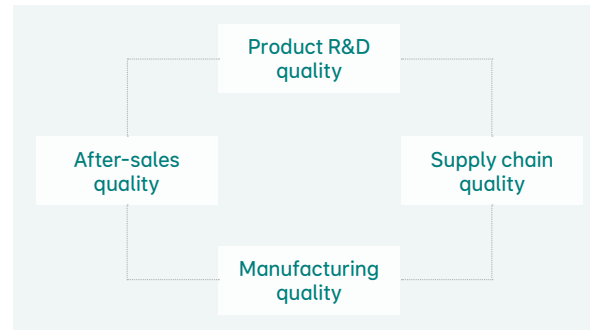 Product R&D
quality
After-sales
quality
Supply chain
quality
Manufacturing
quality